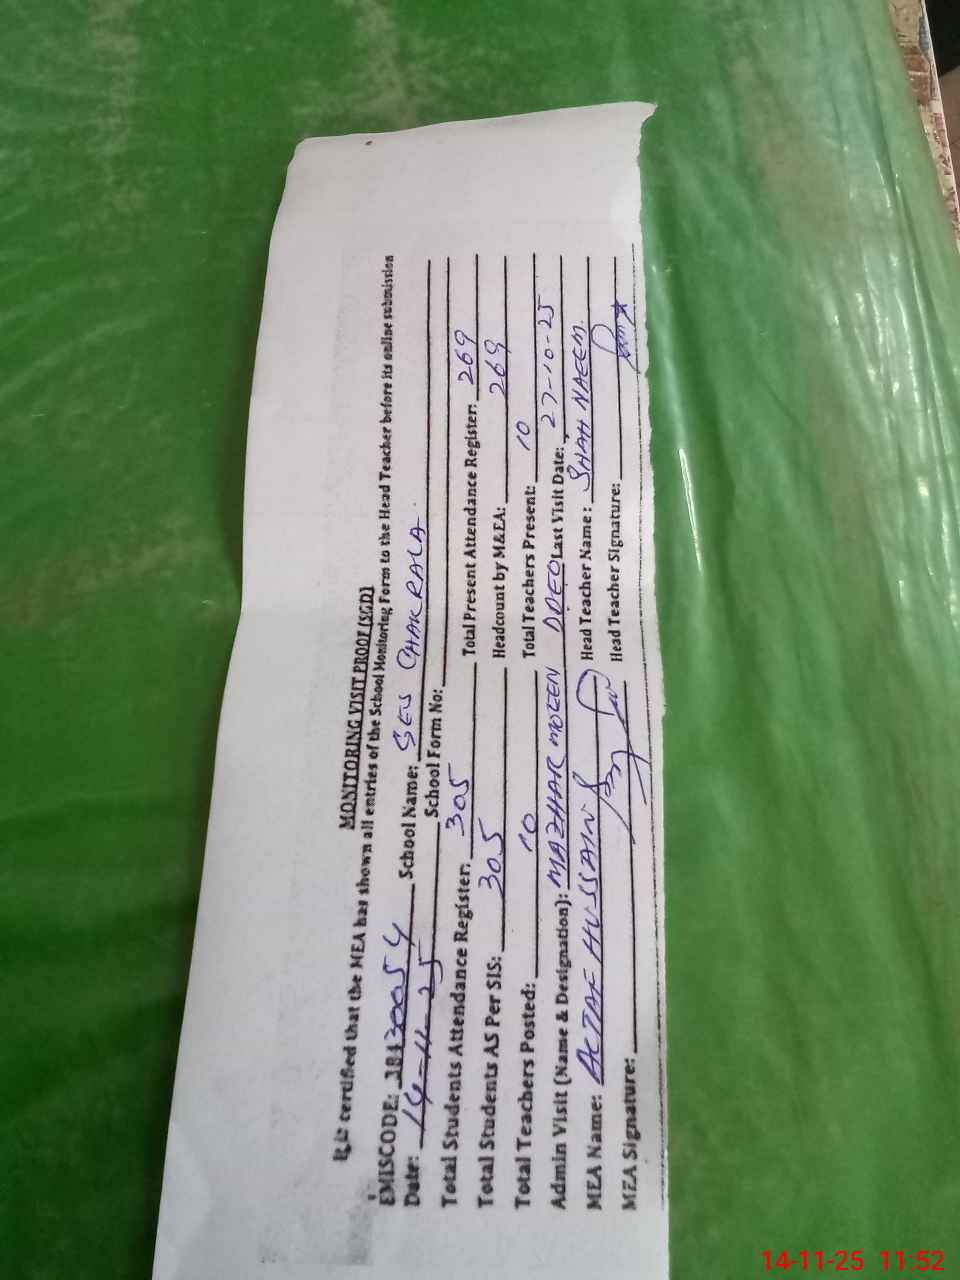 MONITORING VISIT PROOF (SGD)
It is certified that the MEA has shown all entries of the School Monitoring Form to the Head Teacher before its online submission
EMISCODE: 38430054 School Name: GES CHAKRALA.
Date: 14-11-25 School Form No:
Total Students Attendance Register: 305 Total Present Attendance Register: 269
Total Students AS Per SIS: 305 Headcount by M&EA: 269
Total Teachers Posted: 10 Total Teachers Present: 10
Admin Visit (Name & Designation): MAZHAR MOEEN DDEO Last Visit Date: 27-10-25
MEA Name: ALTAF HUSSAIN Head Teacher Name: SHAH NAEEM.
MEA Signature: Head Teacher Signature:
14-11-25 11:52